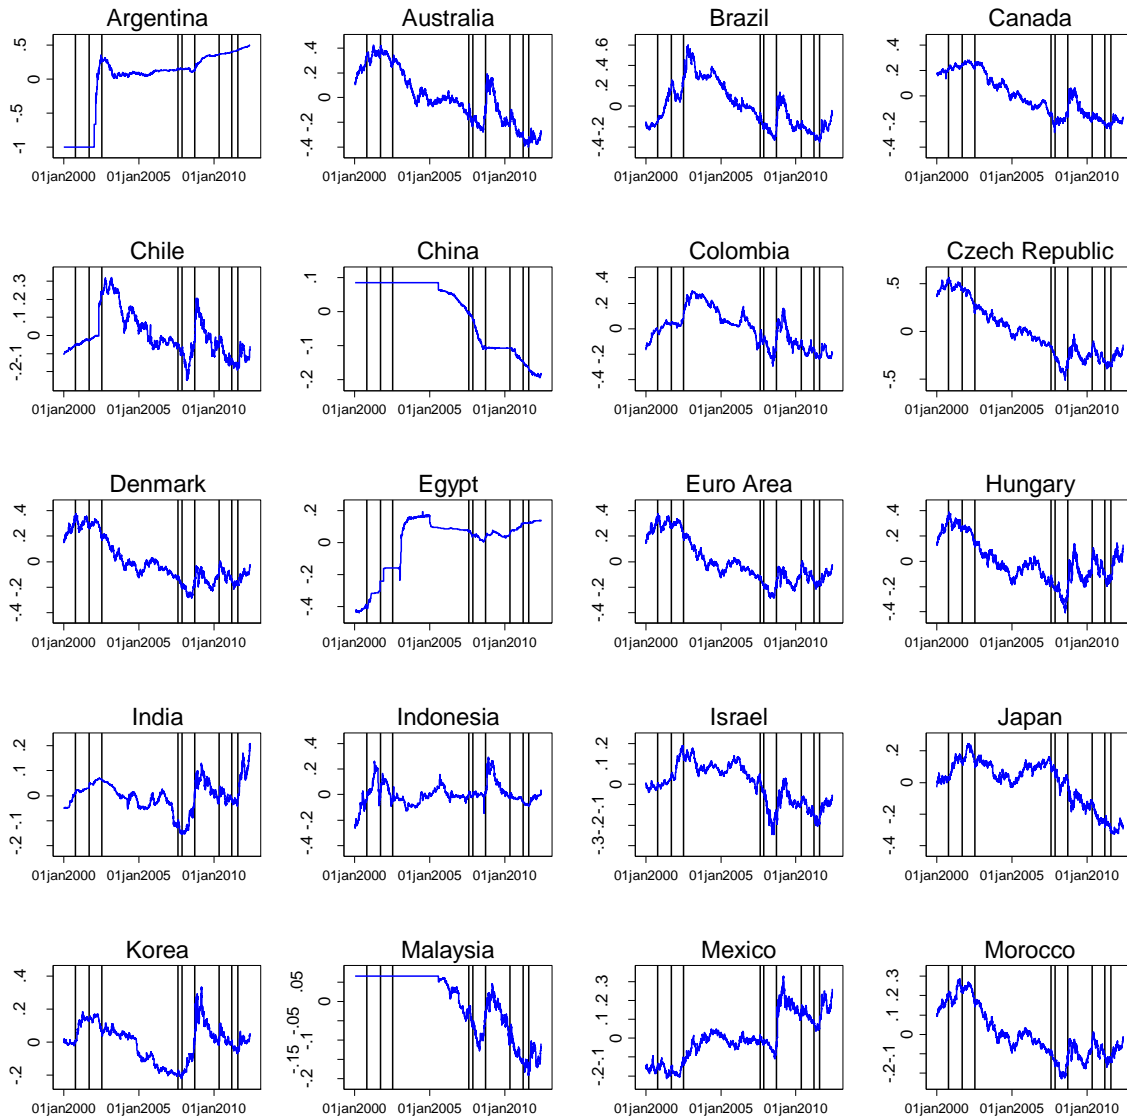 Argentina
-1 -.5 0 .5
01jan2000 01jan2005 01jan2010
Australia
-.4 -.2 0 .2 .4
01jan2000 01jan2005 01jan2010
Brazil
-.4 -.2 0 .2 .4 .6
01jan2000 01jan2005 01jan2010
Canada
-.4 -.2 0 .2 .4
01jan2000 01jan2005 01jan2010
Chile
-.2 -.1 0 .1 .2 .3
01jan2000 01jan2005 01jan2010
China
-.2 -.1 0 .1
01jan2000 01jan2005 01jan2010
Colombia
-.4 -.2 0 .2 .4
01jan2000 01jan2005 01jan2010
Czech Republic
-.5 0 .5
01jan2000 01jan2005 01jan2010
Denmark
-.4 -.2 0 .2 .4
01jan2000 01jan2005 01jan2010
Egypt
-.4 -.2 0 .2
01jan2000 01jan2005 01jan2010
Euro Area
-.4 -.2 0 .2 .4
01jan2000 01jan2005 01jan2010
Hungary
-.4 -.2 0 .2 .4
01jan2000 01jan2005 01jan2010
India
-.2 -.1 0 .1 .2
01jan2000 01jan2005 01jan2010
Indonesia
-.4 -.2 0 .2 .4
01jan2000 01jan2005 01jan2010
Israel
-.3 -.2 -.1 0 .1 .2
01jan2000 01jan2005 01jan2010
Japan
-.4 -.2 0 .2
01jan2000 01jan2005 01jan2010
Korea
-.2 0 .2 .4
01jan2000 01jan2005 01jan2010
Malaysia
-.2 -.15 -.1 -.05 0 .05
01jan2000 01jan2005 01jan2010
Mexico
-.2 -.1 0 .1 .2 .3
01jan2000 01jan2005 01jan2010
Morocco
-.2 -.1 0 .1 .2 .3
01jan2000 01jan2005 01jan2010